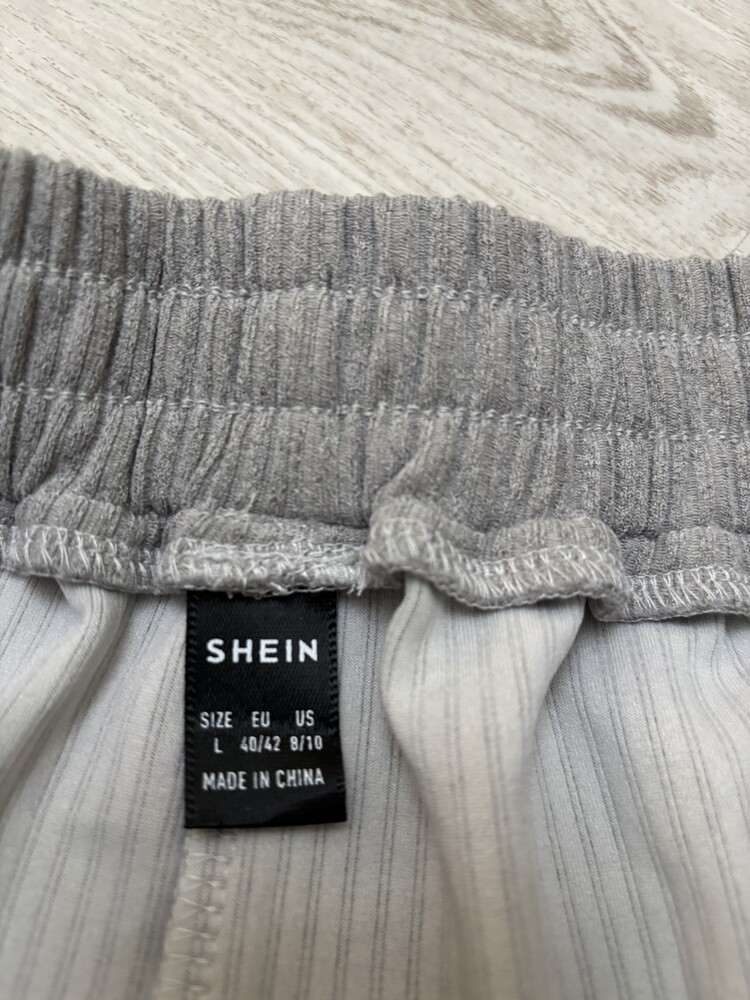 SHEIN
SIZE EU US
L 40/42 8/10
MADE IN CHINA